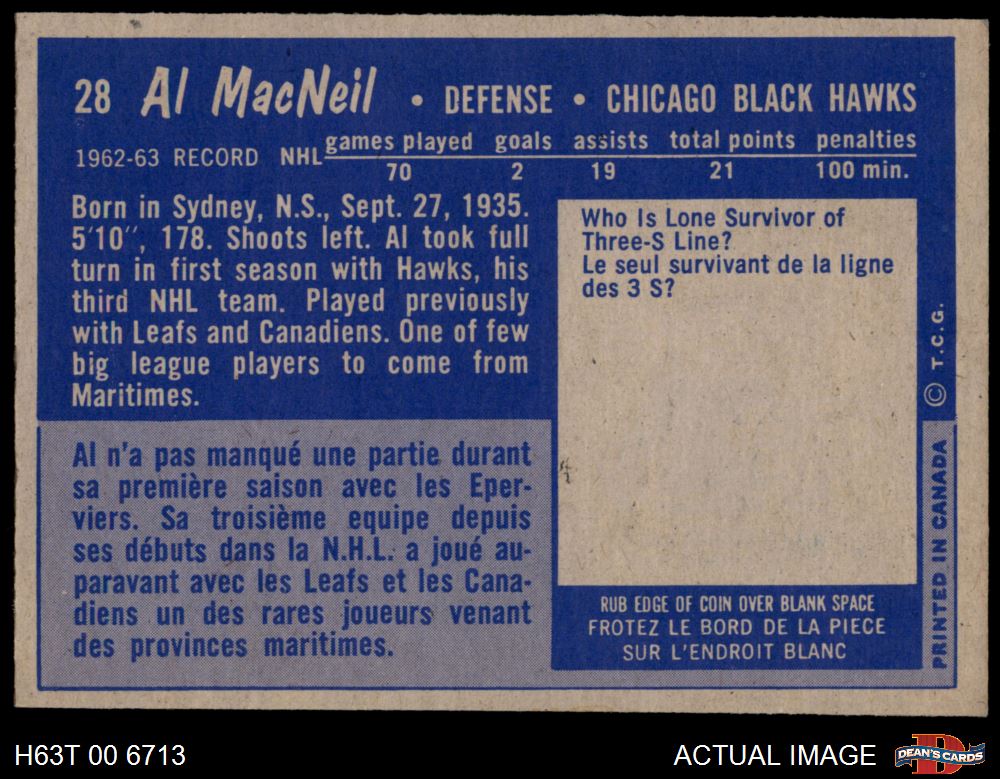 28 Al MacNeil • DEFENSE • CHICAGO BLACK HAWKS
games played goals assists total points penalties
1962-63 RECORD NHL 70 2 19 21 100 min.
Born in Sydney, N.S., Sept. 27, 1935.
5'10'', 178. Shoots left. Al took full
turn in first season with Hawks, his
third NHL team. Played previously
with Leafs and Canadiens. One of few
big league players to come from
Maritimes.
Al n'a pas manqué une partie durant
sa première saison avec les Eper-
viers. Sa troisième equipe depuis
ses débuts dans la N.H.L. a joué au-
paravant avec les Leafs et les Cana-
diens un des rares joueurs venant
des provinces maritimes.
Who Is Lone Survivor of
Three-S Line?
Le seul survivant de la ligne
des 3 S?
RUB EDGE OF COIN OVER BLANK SPACE
FROTEZ LE BORD DE LA PIECE
SUR L'ENDROIT BLANC
PRINTED IN CANADA © T.C.G.
H63T 00 6713
ACTUAL IMAGE
DEAN'S CARDS